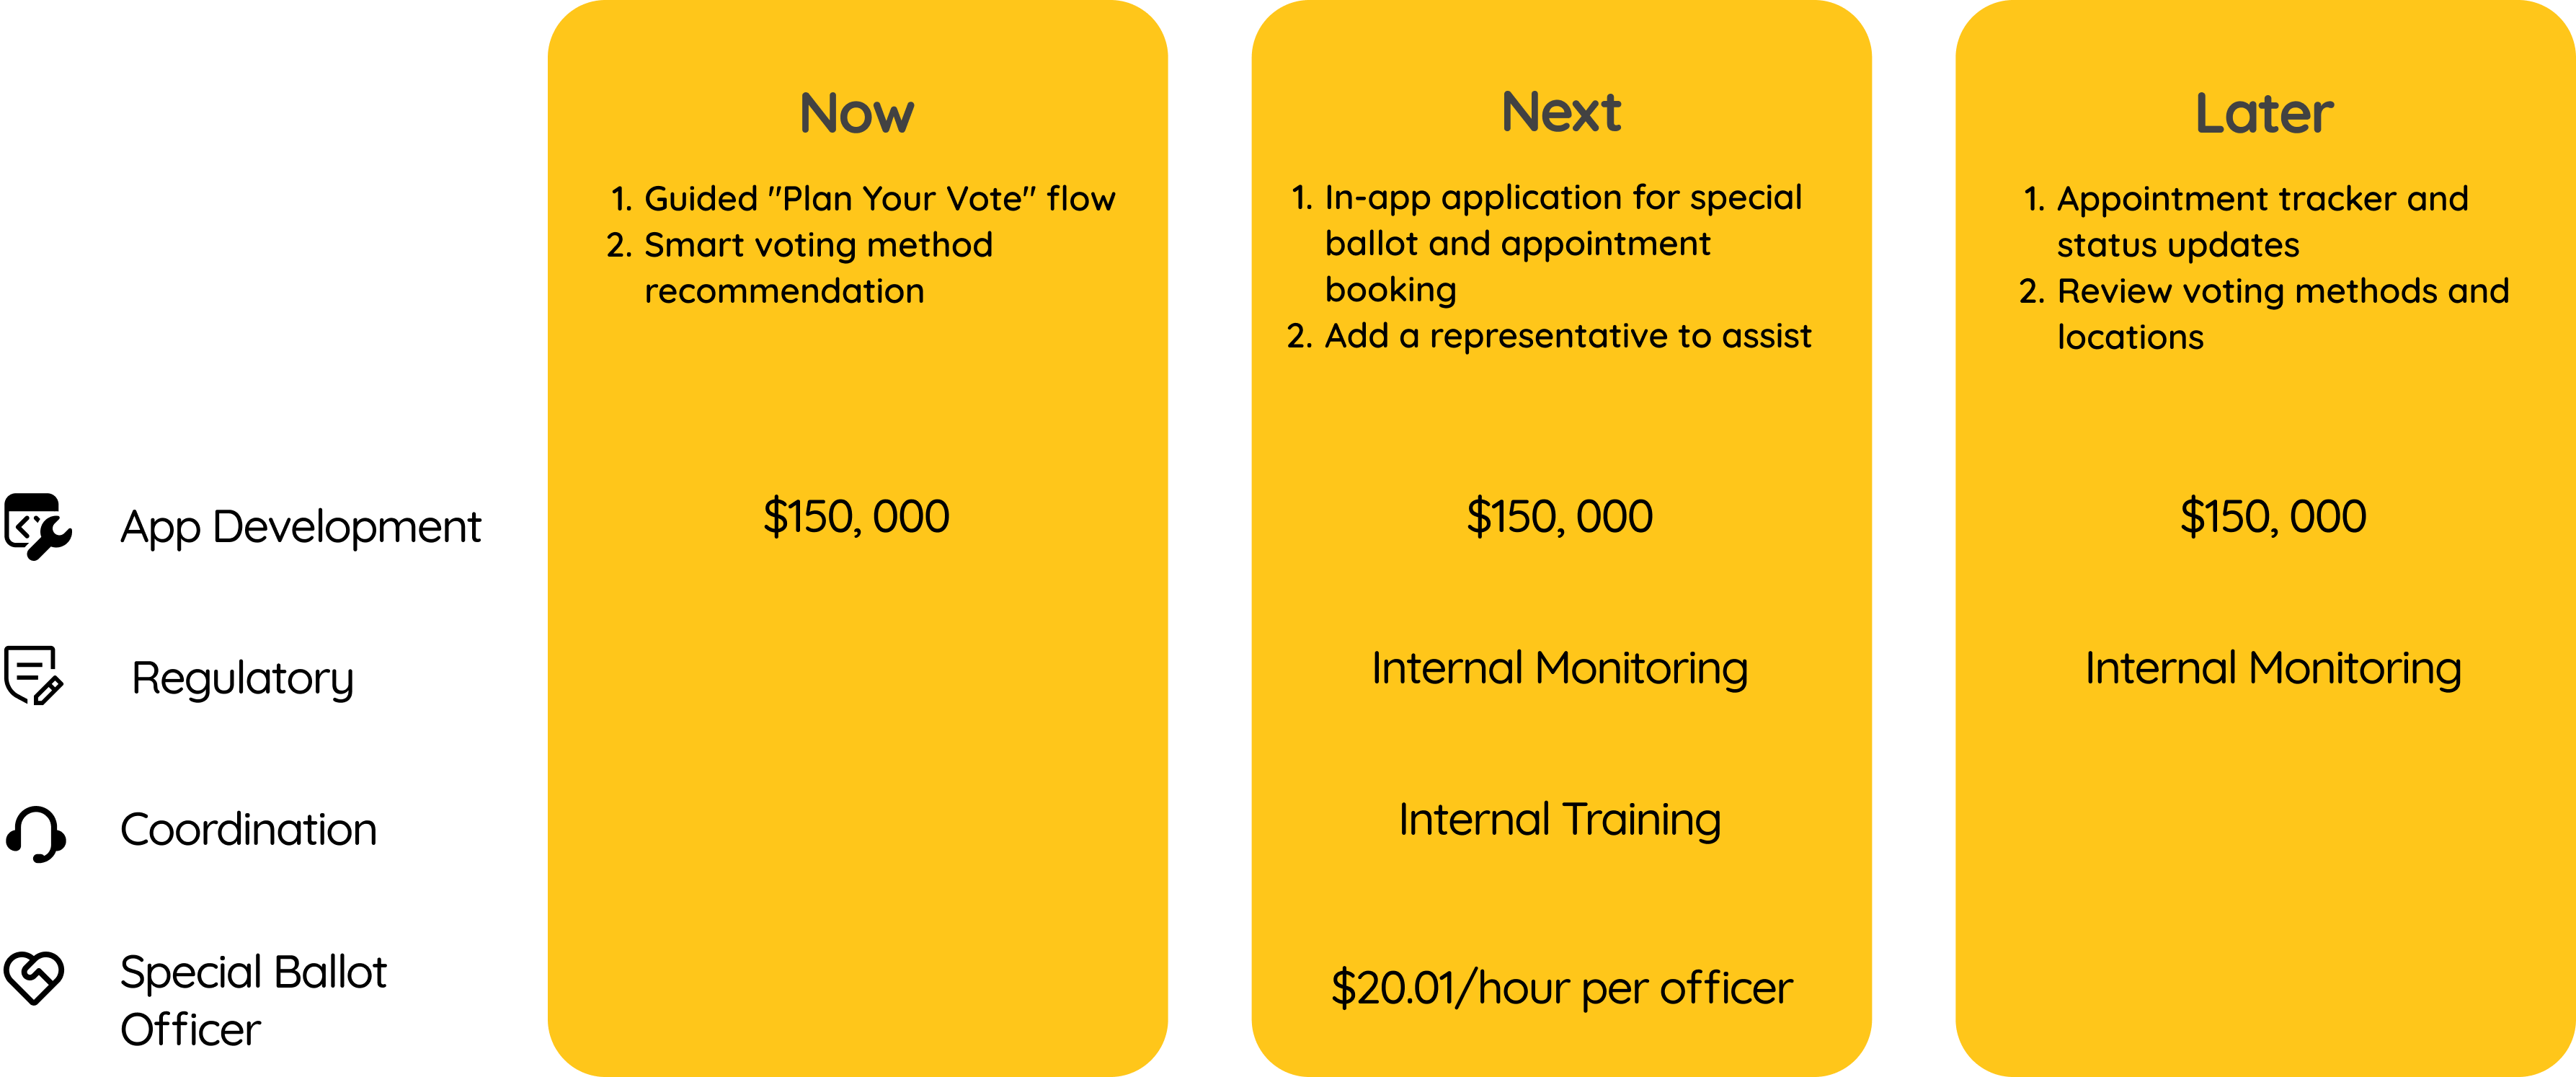 Now
1. Guided "Plan Your Vote" flow
2. Smart voting method
recommendation
Next
1. In-app application for special
ballot and appointment
booking
2. Add a representative to assist
Later
1. Appointment tracker and
status updates
2. Review voting methods and
locations
App Development
$150, 000
$150, 000
$150, 000
Regulatory
Internal Monitoring
Internal Monitoring
Coordination
Internal Training
Special Ballot
Officer
$20.01/hour per officer